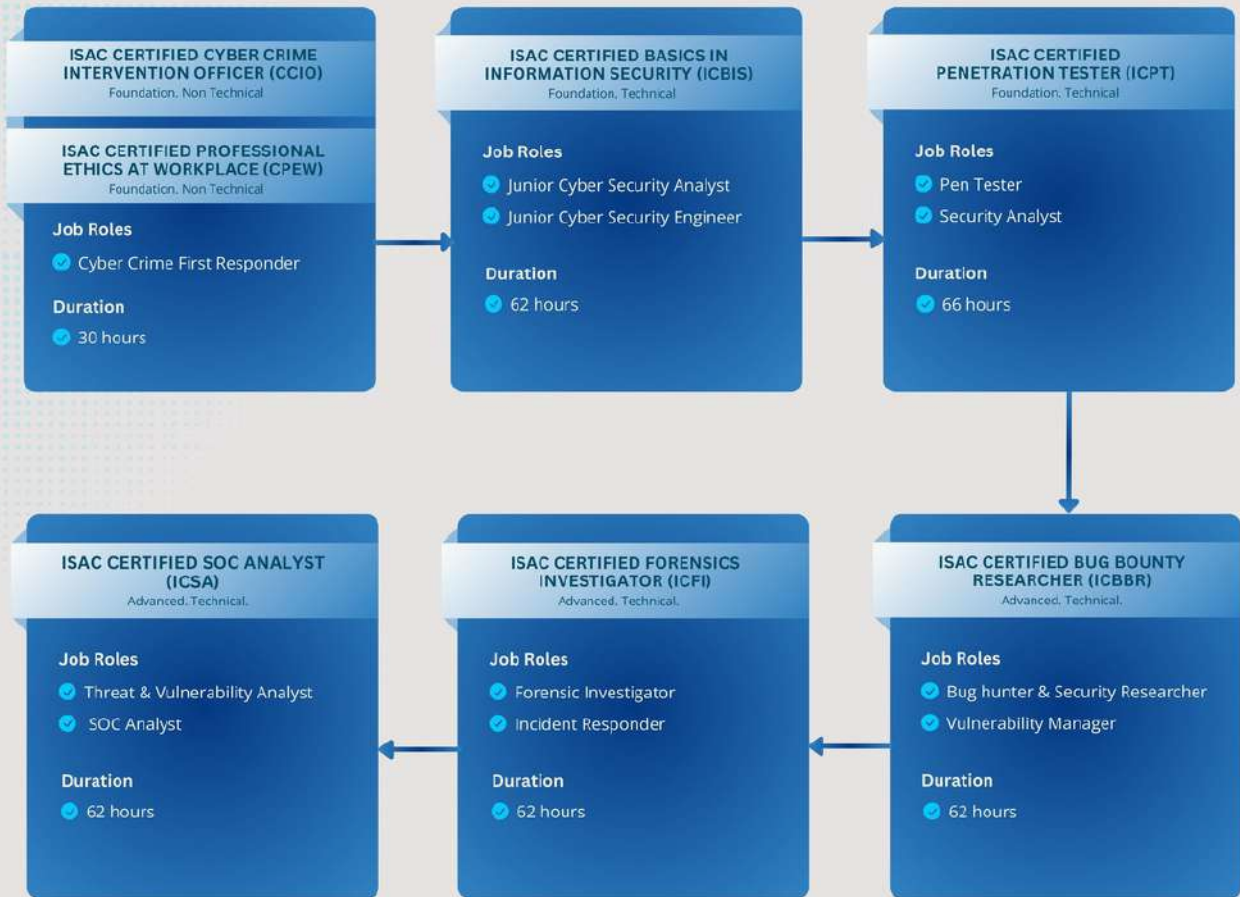 ISAC CERTIFIED CYBER CRIME
INTERVENTION OFFICER (CCIO)
Foundation. Non Technical
ISAC CERTIFIED PROFESSIONAL
ETHICS AT WORKPLACE (CPEW)
Foundation. Non Technical
Job Roles
Cyber Crime First Responder
Duration
30 hours
ISAC CERTIFIED BASICS IN
INFORMATION SECURITY (ICBIS)
Foundation. Technical
Job Roles
Junior Cyber Security Analyst
Junior Cyber Security Engineer
Duration
62 hours
ISAC CERTIFIED
PENETRATION TESTER (ICPT)
Foundation. Technical
Job Roles
Pen Tester
Security Analyst
Duration
66 hours
ISAC CERTIFIED BUG BOUNTY
RESEARCHER (ICBBR)
Advanced. Technical.
Job Roles
Bug hunter & Security Researcher
Vulnerability Manager
Duration
62 hours
ISAC CERTIFIED FORENSICS
INVESTIGATOR (ICFI)
Advanced. Technical.
Job Roles
Forensic Investigator
Incident Responder
Duration
62 hours
ISAC CERTIFIED SOC ANALYST
(ICSA)
Advanced. Technical.
Job Roles
Threat & Vulnerability Analyst
SOC Analyst
Duration
62 hours